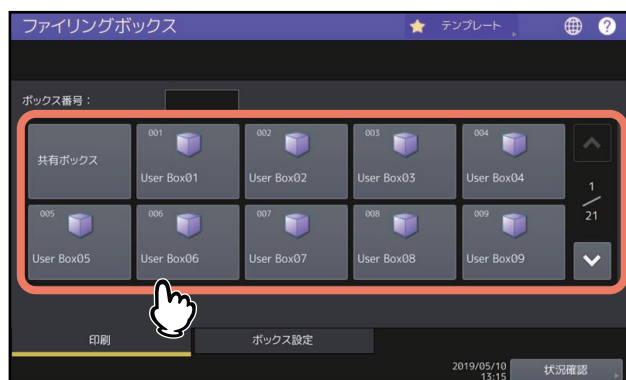 ファイリングボックス
テンプレート
?
ボックス番号：
共有ボックス
001
User Box01
002
User Box02
003
User Box03
004
User Box04
1
21
005
User Box05
006
User Box06
007
User Box07
008
User Box08
009
User Box09
印刷
ボックス設定
2019/05/10
13:15
状況確認